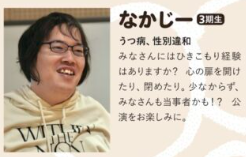 なかじー 3期生
うつ病、性別違和
みなさんにはひきこもり経験
はありますか？ 心の扉を開け
たり、閉めたり。少なからず、
みなさんも当事者かも！？ 公
演をお楽しみに。